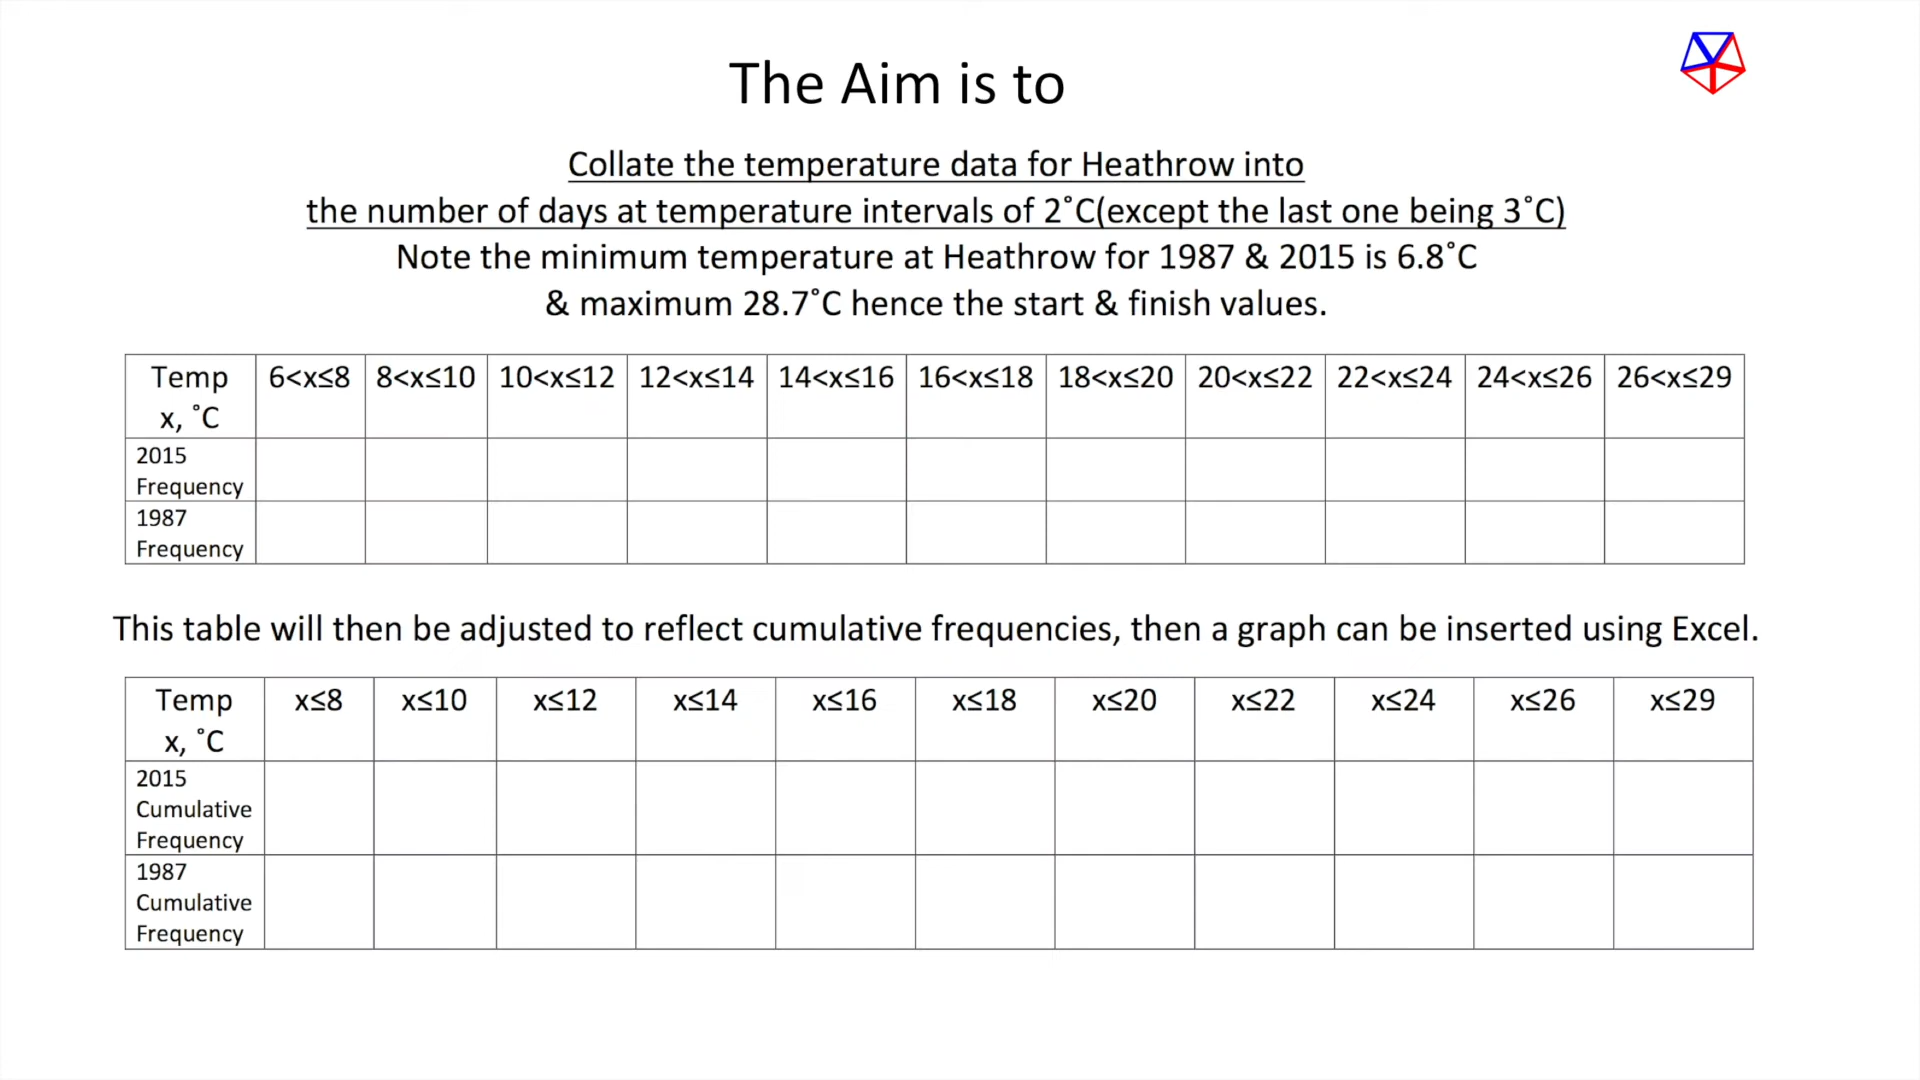 The Aim is to
Collate the temperature data for Heathrow into
the number of days at temperature intervals of 2˚C(except the last one being 3˚C)
Note the minimum temperature at Heathrow for 1987 & 2015 is 6.8˚C
& maximum 28.7˚C hence the start & finish values.
Temp 6<x≤8 8<x≤10 10<x≤12 12<x≤14 14<x≤16 16<x≤18 18<x≤20 20<x≤22 22<x≤24 24<x≤26 26<x≤29
x, ˚C
2015
Frequency
1987
Frequency
This table will then be adjusted to reflect cumulative frequencies, then a graph can be inserted using Excel.
Temp x≤8 x≤10 x≤12 x≤14 x≤16 x≤18 x≤20 x≤22 x≤24 x≤26 x≤29
x, ˚C
2015
Cumulative
Frequency
1987
Cumulative
Frequency